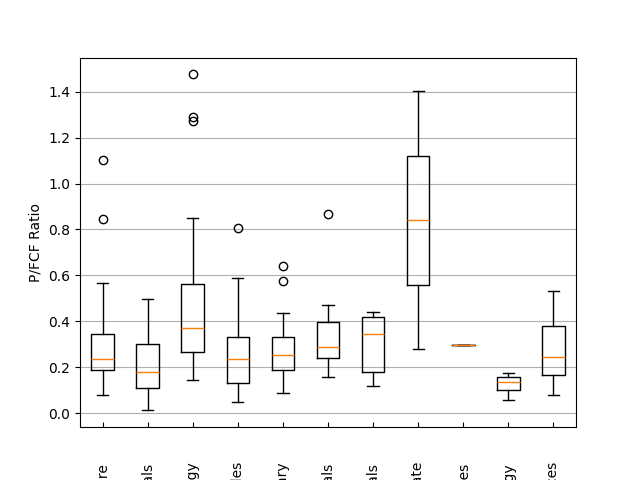 1.4
1.2
1.0
0.8
0.6
0.4
0.2
0.0
P/FCF Ratio
re
als
gy
les
ary
als
als
ate
es
gy
es